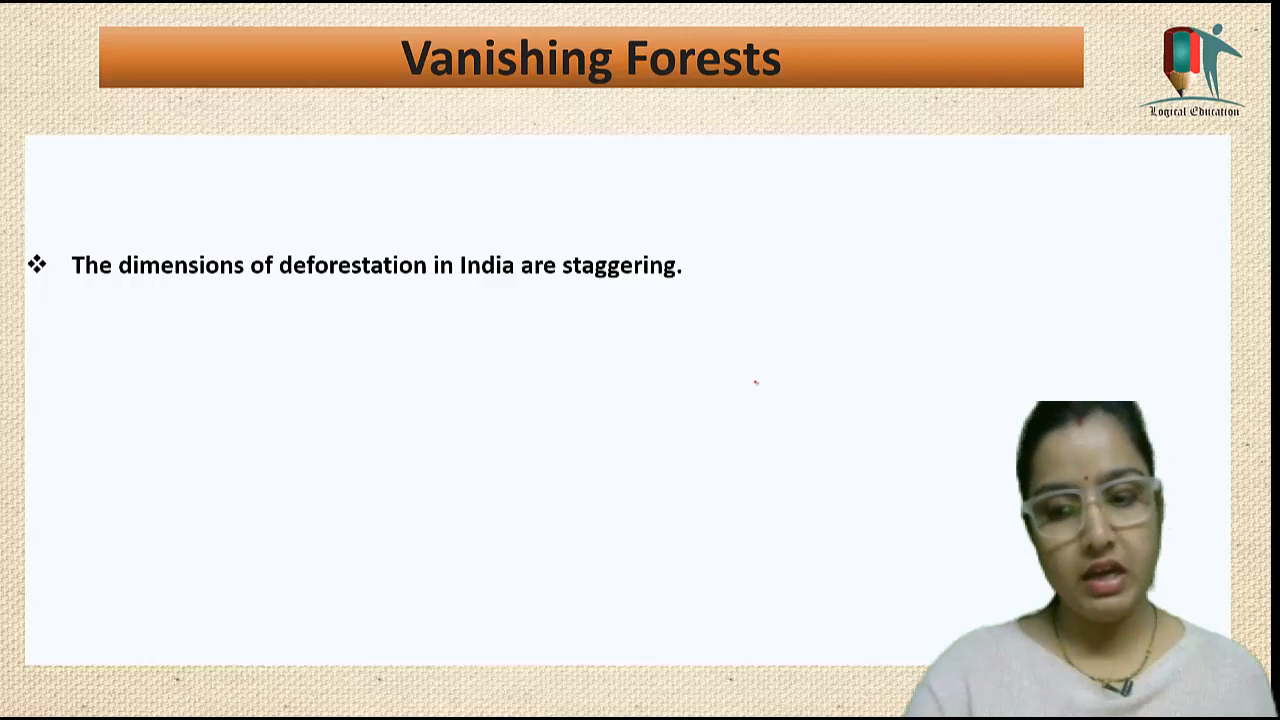 Vanishing Forests
Logical Education
❖ The dimensions of deforestation in India are staggering.